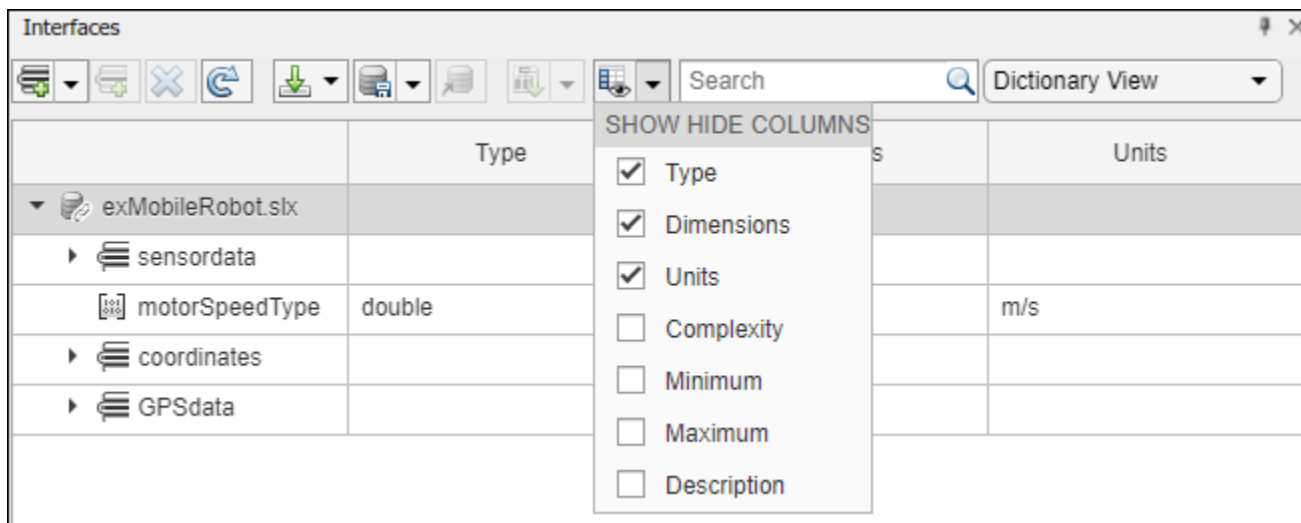 Interfaces
Search
Dictionary View
SHOW HIDE COLUMNS
Type
s
Units
Type
exMobileRobot.slx
Dimensions
sensordata
Units
motorSpeedType
double
m/s
Complexity
coordinates
Minimum
GPSdata
Maximum
Description